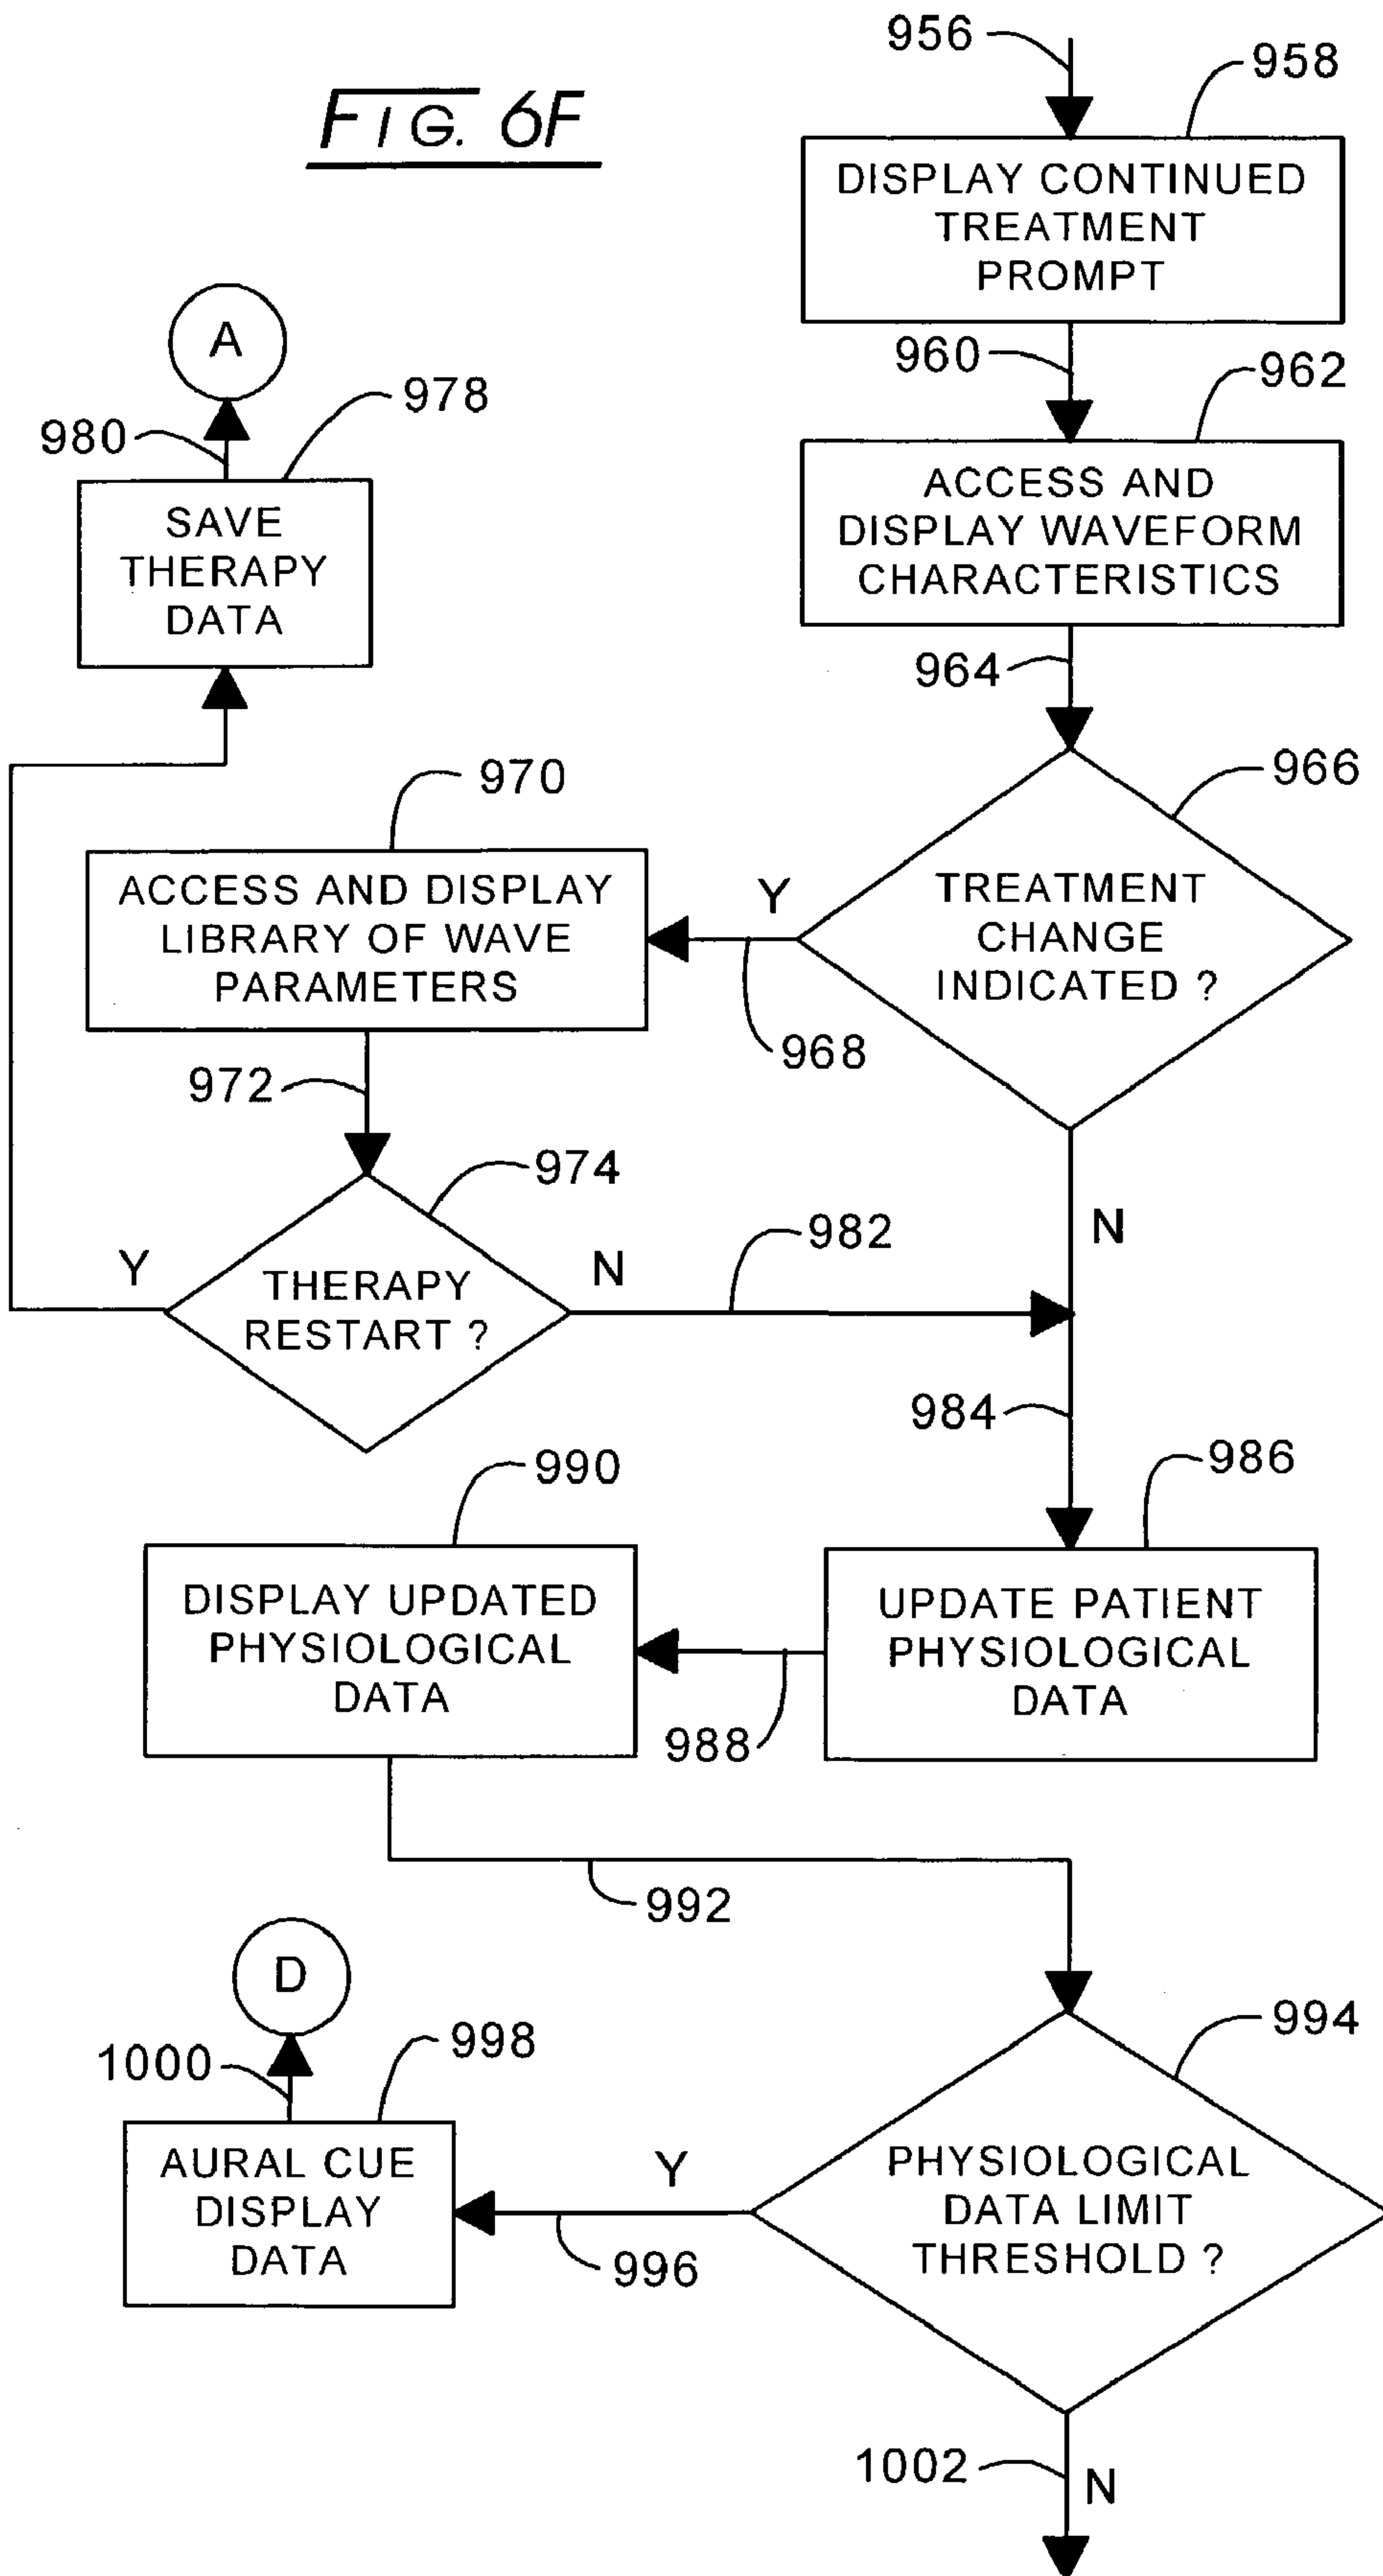 FIG. 6F
956
958
DISPLAY CONTINUED
TREATMENT
PROMPT
960
962
ACCESS AND
DISPLAY WAVEFORM
CHARACTERISTICS
A
980
978
SAVE
THERAPY
DATA
964
966
TREATMENT
CHANGE
INDICATED ?
Y
968
970
ACCESS AND DISPLAY
LIBRARY OF WAVE
PARAMETERS
972
974
THERAPY
RESTART ?
Y
N
982
N
984
986
UPDATE PATIENT
PHYSIOLOGICAL
DATA
988
990
DISPLAY UPDATED
PHYSIOLOGICAL
DATA
992
994
PHYSIOLOGICAL
DATA LIMIT
THRESHOLD ?
Y
996
D
1000
998
AURAL CUE
DISPLAY
DATA
1002
N